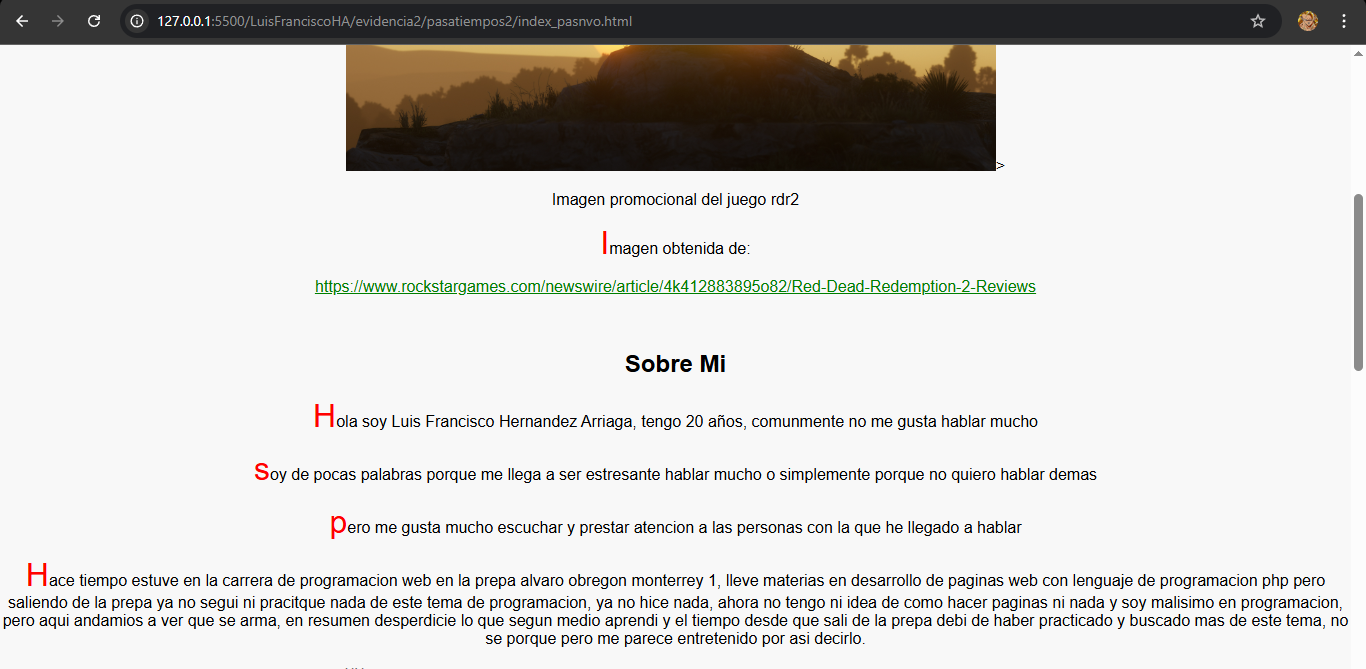 127.0.0.1:5500/LuisFranciscoHA/evidencia2/pasatiempos2/index_pasnvo.html
>
Imagen promocional del juego rdr2
Imagen obtenida de:
https://www.rockstargames.com/newswire/article/4k412883895o82/Red-Dead-Redemption-2-Reviews
Sobre Mi
Hola soy Luis Francisco Hernandez Arriaga, tengo 20 años, comunmente no me gusta hablar mucho
soy de pocas palabras porque me llega a ser estresante hablar mucho o simplemente porque no quiero hablar demas
pero me gusta mucho escuchar y prestar atencion a las personas con la que he llegado a hablar
Hace tiempo estuve en la carrera de programacion web en la prepa alvaro obregon monterrey 1, lleve materias en desarrollo de paginas web con lenguaje de programacion php pero
saliendo de la prepa ya no segui ni pracitque nada de este tema de programacion, ya no hice nada, ahora no tengo ni idea de como hacer paginas ni nada y soy malisimo en programacion,
pero aqui andamios a ver que se arma, en resumen desperdicie lo que segun medio aprendi y el tiempo desde que sali de la prepa debi de haber practicado y buscado mas de este tema, no
se porque pero me parece entretenido por asi decirlo.